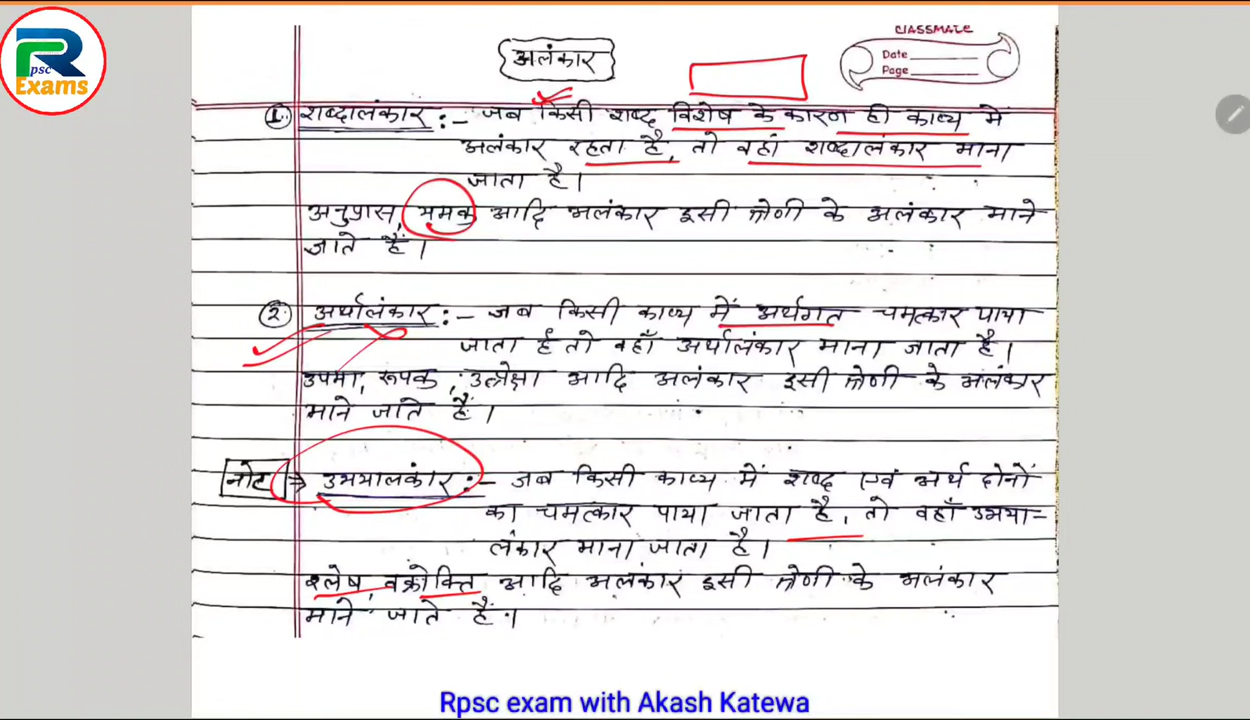 R
psc
Exams
अलंकार
CLASSMATE
Date
Page
1. शब्दालंकार :- जब किसी शब्द विशेष के कारण ही काव्य में
अलंकार रहता है, तो वहां शब्दालंकार माना
जाता है।
अनुप्रास, यमक आदि अलंकार इसी श्रेणी के अलंकार माने
जाते हैं।
2. अर्थालंकार :- जब किसी काव्य में अर्थगत चमत्कार पाया
जाता है तो वहाँ अर्थालंकार माना जाता है।
उपमा, रूपक, उत्प्रेक्षा आदि अलंकार इसी श्रेणी के अलंकार
माने जाते हैं।
नोट → उभयालंकार :- जब किसी काव्य में शब्द एवं अर्थ दोनों
का चमत्कार पाया जाता है, तो वहाँ उभया-
लंकार माना जाता है।
श्लेष, वक्रोक्ति आदि अलंकार इसी श्रेणी के अलंकार
माने जाते हैं।
Rpsc exam with Akash Katewa